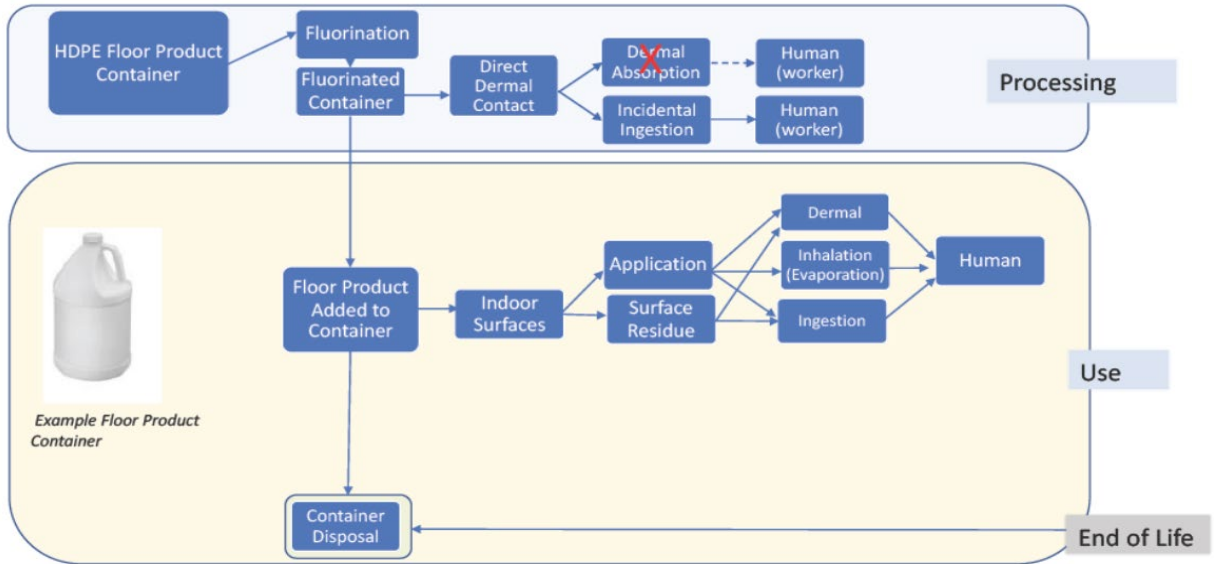 HDPE Floor Product
Container
Fluorination
Fluorinated
Container
Direct
Dermal
Contact
Dermal
Absorption
Human
(worker)
Incidental
Ingestion
Human
(worker)
Processing
Example Floor Product
Container
Floor Product
Added to
Container
Indoor
Surfaces
Application
Surface
Residue
Dermal
Inhalation
(Evaporation)
Ingestion
Human
Use
Container
Disposal
End of Life